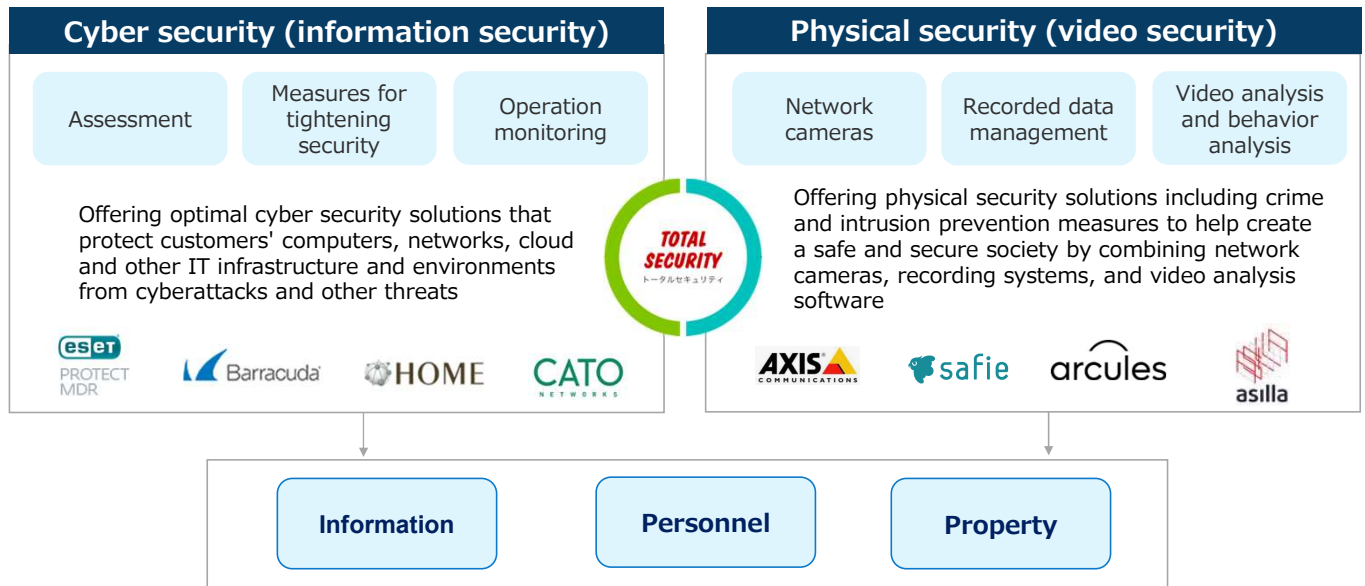 Cyber security (information security)
Assessment
Measures for
tightening
security
Operation
monitoring
Offering optimal cyber security solutions that
protect customers' computers, networks, cloud
and other IT infrastructure and environments
from cyberattacks and other threats
eseT
PROTECT
MDR
Barracuda
HOME
CATO
NETWORKS
TOTAL
SECURITY
トータルセキュリティ
Physical security (video security)
Network
cameras
Recorded data
management
Video analysis
and behavior
analysis
Offering physical security solutions including crime
and intrusion prevention measures to help create
a safe and secure society by combining network
cameras, recording systems, and video analysis
software
AXIS
COMMUNICATIONS
safie
arcules
asilla
Information
Personnel
Property